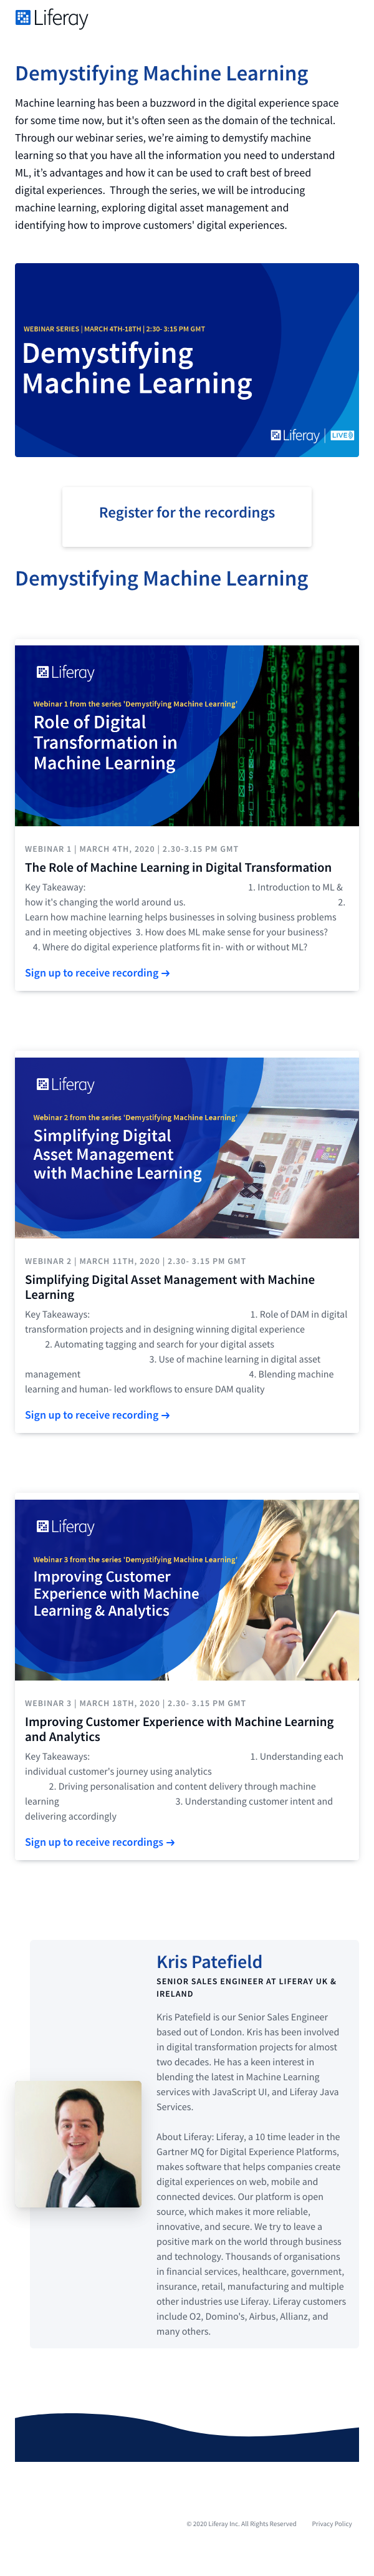 Liferay
Demystifying Machine Learning
Machine learning has been a buzzword in the digital experience space
for some time now, but it's often seen as the domain of the technical.
Through our webinar series, we're aiming to demystify machine
learning so that you have all the information you need to understand
ML, it's advantages and how it can be used to craft best of breed
digital experiences. Through the series, we will be introducing
machine learning, exploring digital asset management and
identifying how to improve customers' digital experiences.
WEBINAR SERIES | MARCH 4TH-18TH | 2:30- 3:15 PM GMT
Demystifying
Machine Learning
Liferay | LIVE
Register for the recordings
Demystifying Machine Learning
Liferay
Webinar 1 from the series 'Demystifying Machine Learning'
Role of Digital
Transformation in
Machine Learning
WEBINAR 1 | MARCH 4TH, 2020 | 2.30-3.15 PM GMT
The Role of Machine Learning in Digital Transformation
Key Takeaway: 1. Introduction to ML &
how it's changing the world around us. 2.
Learn how machine learning helps businesses in solving business problems
and in meeting objectives 3. How does ML make sense for your business?
4. Where do digital experience platforms fit in- with or without ML?
Sign up to receive recording →
Liferay
Webinar 2 from the series 'Demystifying Machine Learning'
Simplifying Digital
Asset Management
with Machine Learning
WEBINAR 2 | MARCH 11TH, 2020 | 2.30- 3.15 PM GMT
Simplifying Digital Asset Management with Machine
Learning
Key Takeaways: 1. Role of DAM in digital
transformation projects and in designing winning digital experience
2. Automating tagging and search for your digital assets
3. Use of machine learning in digital asset
management 4. Blending machine
learning and human- led workflows to ensure DAM quality
Sign up to receive recording →
Liferay
Webinar 3 from the series 'Demystifying Machine Learning'
Improving Customer
Experience with Machine
Learning & Analytics
WEBINAR 3 | MARCH 18TH, 2020 | 2.30- 3.15 PM GMT
Improving Customer Experience with Machine Learning
and Analytics
Key Takeaways: 1. Understanding each
individual customer's journey using analytics
2. Driving personalisation and content delivery through machine
learning 3. Understanding customer intent and
delivering accordingly
Sign up to receive recordings →
Kris Patefield
SENIOR SALES ENGINEER AT LIFERAY UK &
IRELAND
Kris Patefield is our Senior Sales Engineer
based out of London. Kris has been involved
in digital transformation projects for almost
two decades. He has a keen interest in
blending the latest in Machine Learning
services with JavaScript UI, and Liferay Java
Services.
About Liferay: Liferay, a 10 time leader in the
Gartner MQ for Digital Experience Platforms,
makes software that helps companies create
digital experiences on web, mobile and
connected devices. Our platform is open
source, which makes it more reliable,
innovative, and secure. We try to leave a
positive mark on the world through business
and technology. Thousands of organisations
in financial services, healthcare, government,
insurance, retail, manufacturing and multiple
other industries use Liferay. Liferay customers
include O2, Domino's, Airbus, Allianz, and
many others.
© 2020 Liferay Inc. All Rights Reserved Privacy Policy